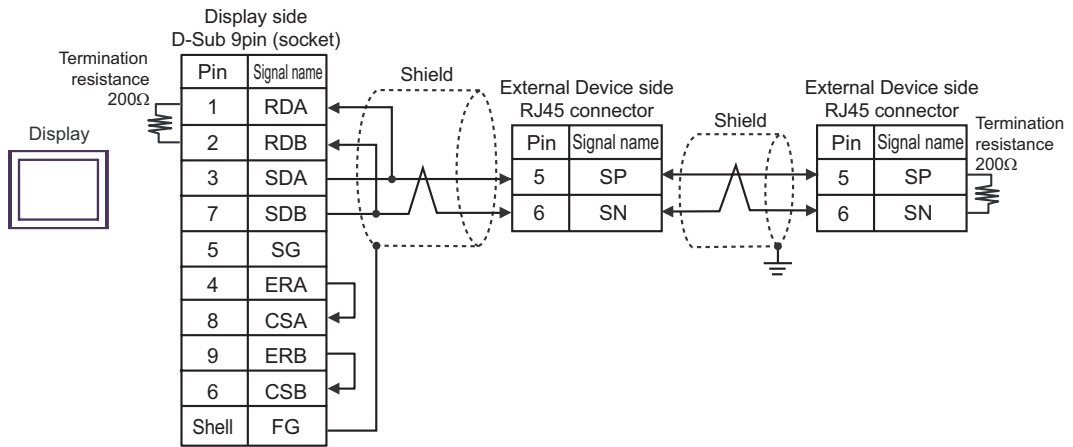 Display side
D-Sub 9pin (socket)
Termination
resistance
200Ω
Display
Pin Signal name
1 RDA
2 RDB
3 SDA
7 SDB
5 SG
4 ERA
8 CSA
9 ERB
6 CSB
Shell FG
Shield
External Device side
RJ45 connector
Pin Signal name
5 SP
6 SN
Shield
External Device side
RJ45 connector
Pin Signal name
5 SP
6 SN
Termination
resistance
200Ω